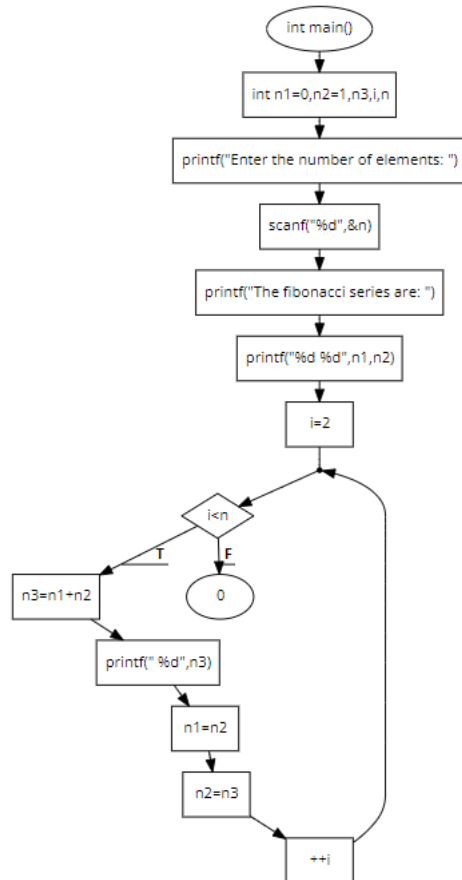 int main()
int n1=0,n2=1,n3,i,n
printf("Enter the number of elements: ")
scanf("%d",&n)
printf("The fibonacci series are: ")
printf("%d %d",n1,n2)
i=2
i<n
T
F
n3=n1+n2
0
printf(" %d",n3)
n1=n2
n2=n3
++i